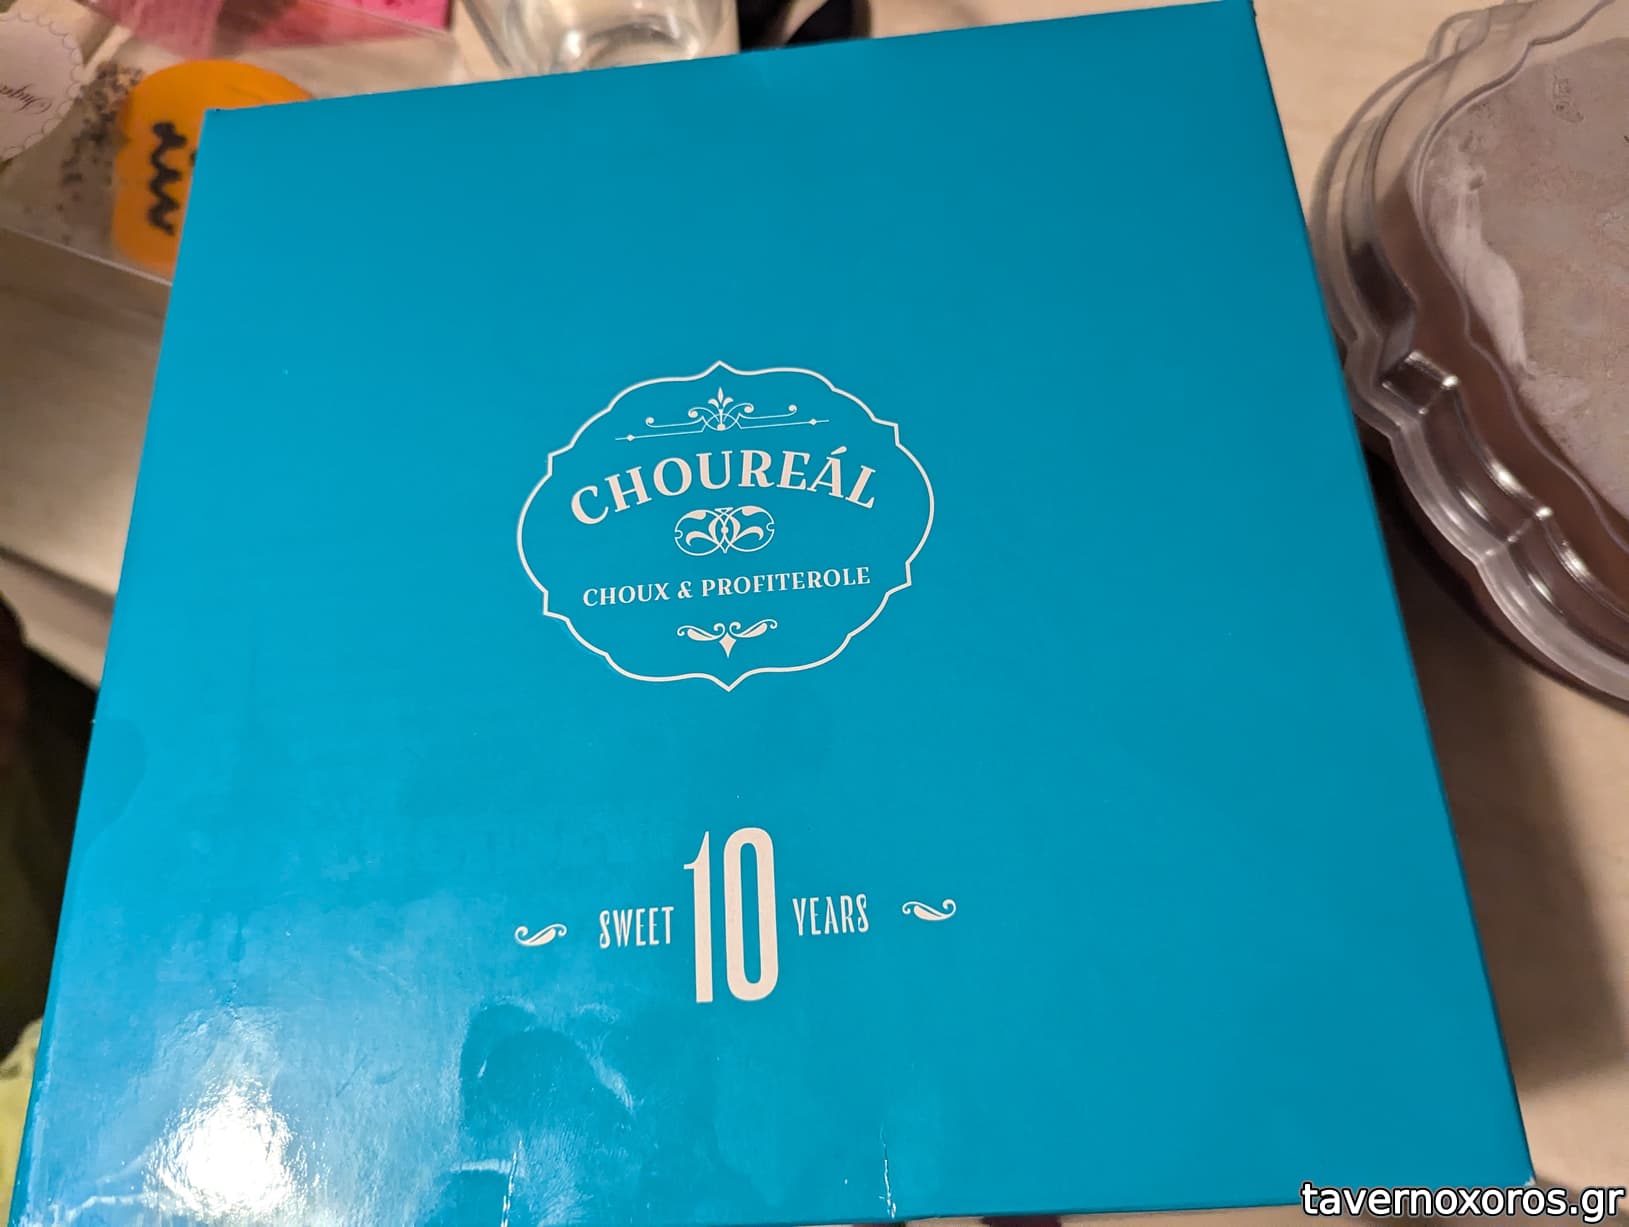 CHOUREÁL
CHOUX & PROFITEROLE
SWEET 10 YEARS
tavernoxoros.gr